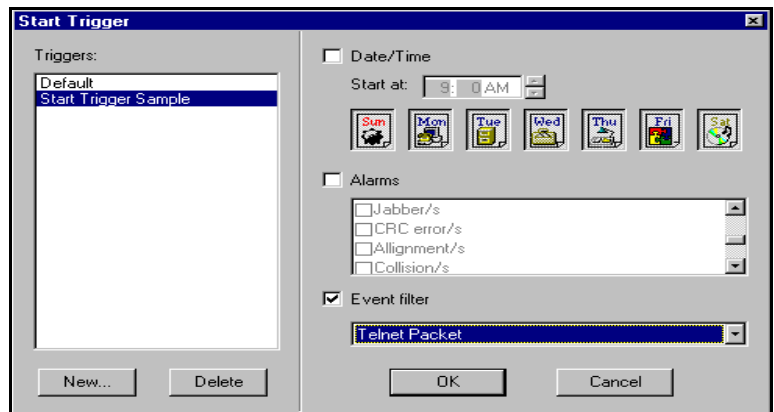 Start Trigger
Triggers:
Default
Start Trigger Sample
New...
Delete
Date/Time
Start at: 9: 0 AM
Sun Mon Tue Wed Thu Fri Sat
Alarms
Jabber/s
CRC error/s
Allignment/s
Collision/s
Event filter
Telnet Packet
OK
Cancel